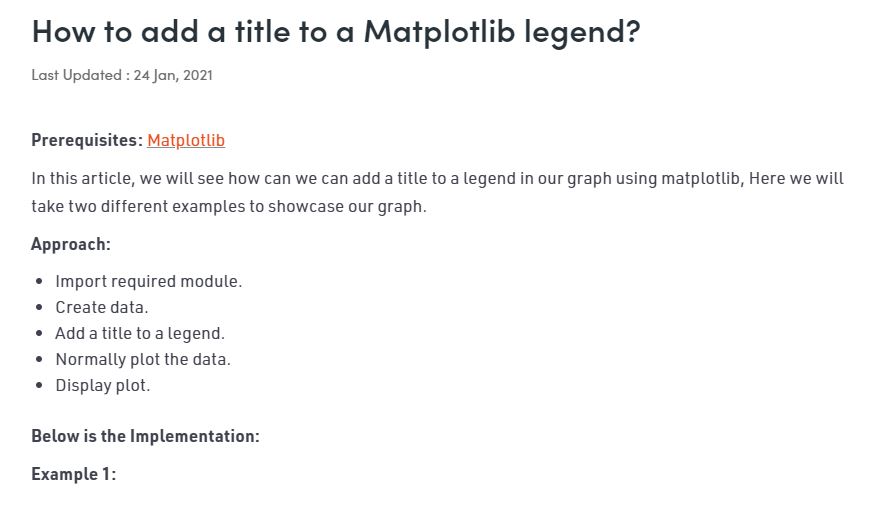 How to add a title to a Matplotlib legend?
Last Updated : 24 Jan, 2021
Prerequisites: Matplotlib
In this article, we will see how can we can add a title to a legend in our graph using matplotlib, Here we will
take two different examples to showcase our graph.
Approach:
• Import required module.
• Create data.
• Add a title to a legend.
• Normally plot the data.
• Display plot.
Below is the Implementation:
Example 1: